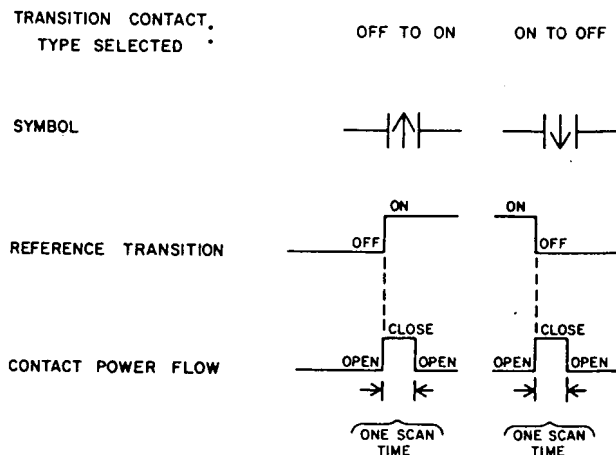 TRANSITION CONTACT: OFF TO ON ON TO OFF
TYPE SELECTED
SYMBOL
ON ON
REFERENCE TRANSITION OFF OFF
CLOSE CLOSE
CONTACT POWER FLOW OPEN OPEN OPEN OPEN
ONE SCAN ONE SCAN
TIME TIME